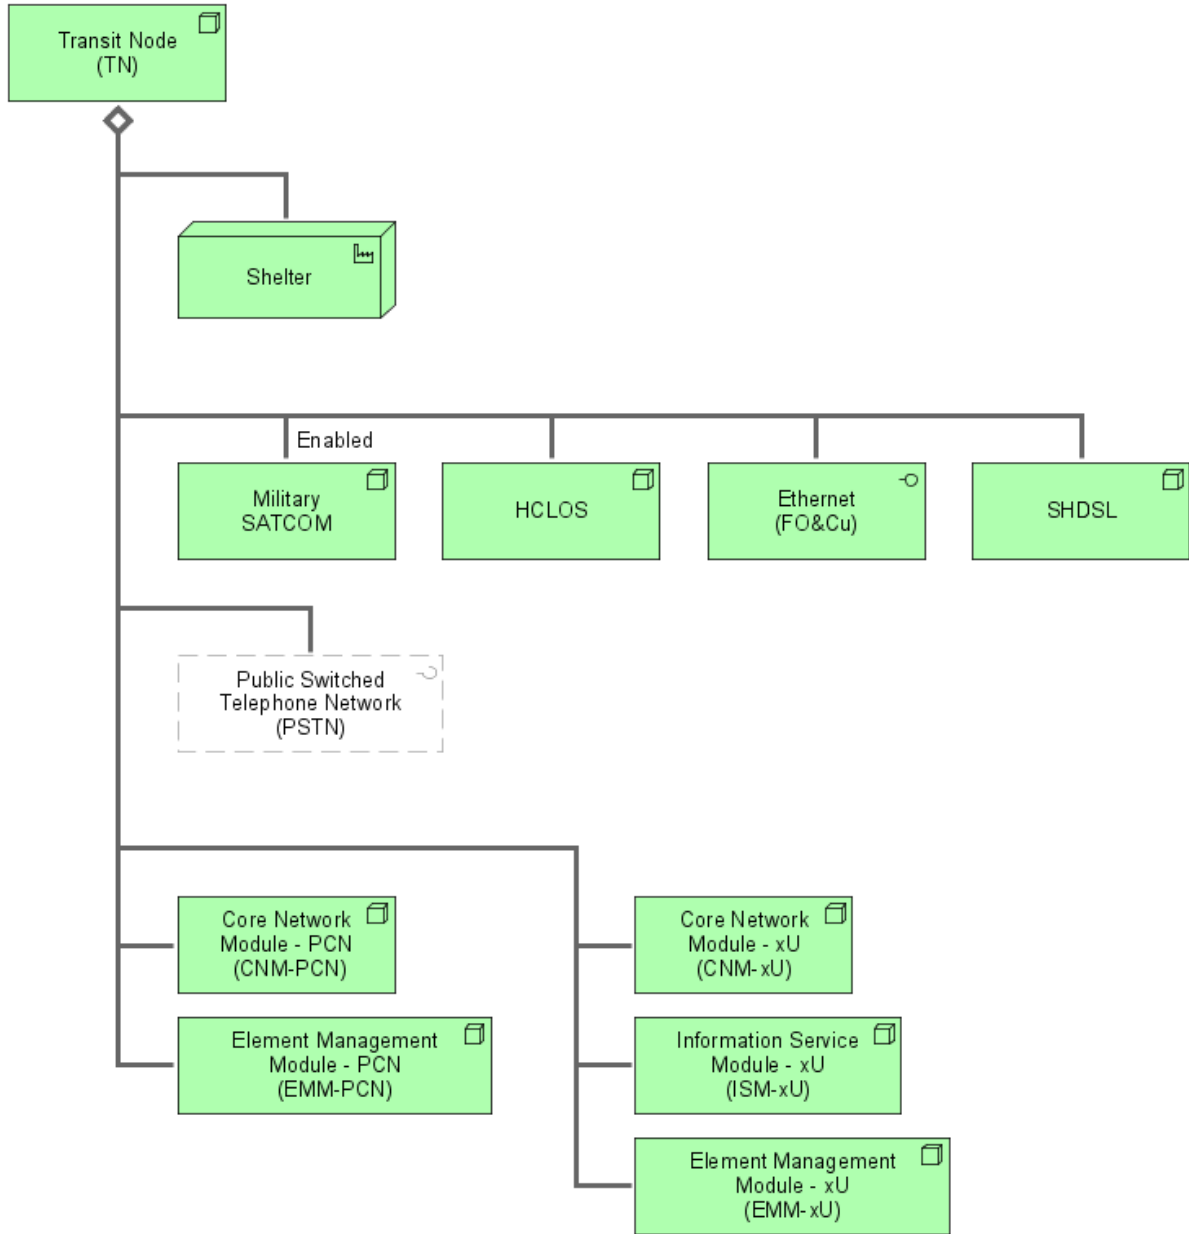 Transit Node
(TN)
Shelter
Enabled
Military
SATCOM
HCLOS
Ethernet
(FO&Cu)
SHDSL
Public Switched
Telephone Network
(PSTN)
Core Network
Module - PCN
(CNM-PCN)
Core Network
Module - xU
(CNM-xU)
Element Management
Module - PCN
(EMM-PCN)
Information Service
Module - xU
(ISM-xU)
Element Management
Module - xU
(EMM-xU)